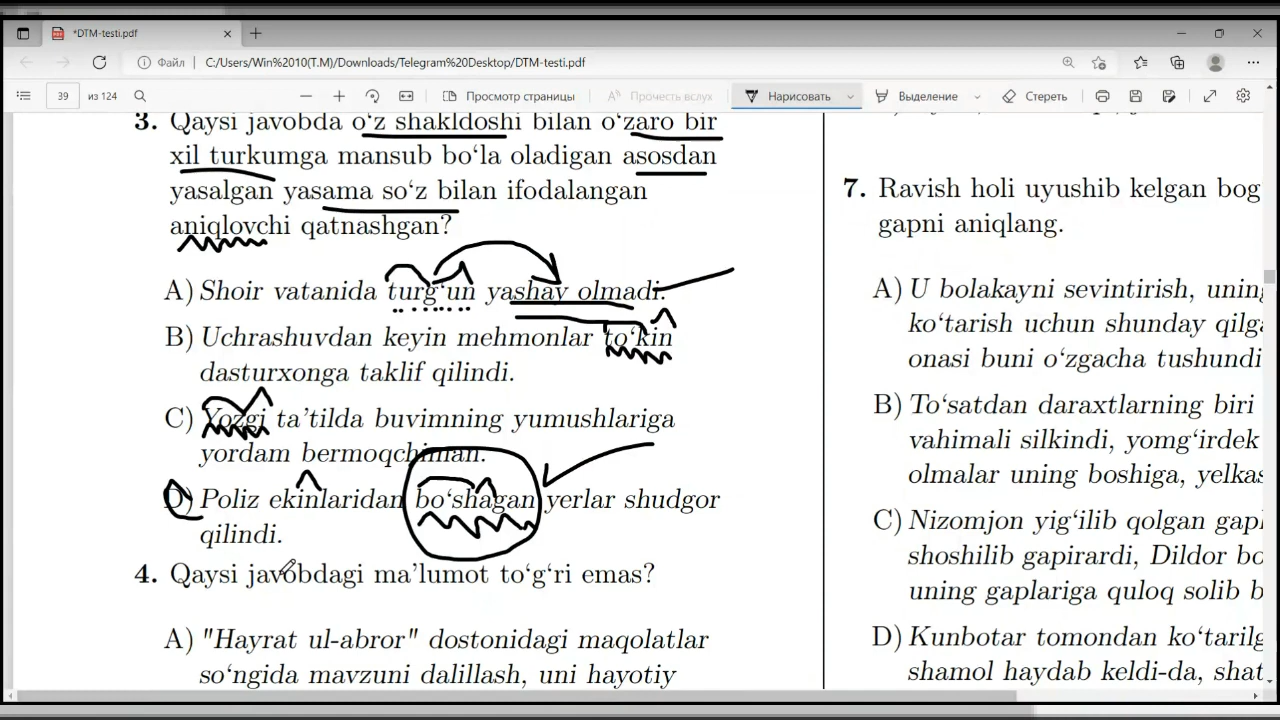 *DTM-testi.pdf
Файл
C:/Users/Win%2010(T.M)/Downloads/Telegram%20Desktop/DTM-testi.pdf
39 из 124
Просмотр страницы
Прочесть вслух
Нарисовать
Выделение
Стереть
3. Qaysi javobda o‘z shakldoshi bilan o‘zaro bir
xil turkumga mansub bo‘la oladigan asosdan
yasalgan yasama so‘z bilan ifodalangan
aniqlovchi qatnashgan?
A) Shoir vatanida turg‘un yashay olmadi.
B) Uchrashuvdan keyin mehmonlar to‘kin
dasturxonga taklif qilindi.
C) Yozgi ta’tilda buvimning yumushlariga
yordam bermoqchiman.
D) Poliz ekinlaridan bo‘shagan yerlar shudgor
qilindi.
4. Qaysi javobdagi ma’lumot to‘g‘ri emas?
A) "Hayrat ul-abror" dostonidagi maqolatlar
so‘ngida mavzuni dalillash, uni hayotiy
7. Ravish holi uyushib kelgan bog
gapni aniqlang.
A) U bolakayni sevintirish, uning
ko‘tarish uchun shunday qilga
onasi buni o‘zgacha tushundi
B) To‘satdan daraxtlarning biri
vahimali silkindi, yomg‘irdek
olmalar uning boshiga, yelkas
C) Nizomjon yig‘ilib qolgan gapl
shoshilib gapirardi, Dildor bo
uning gaplariga quloq solib b
D) Kunbotar tomondan ko‘tarilg
shamol haydab keldi-da, shat